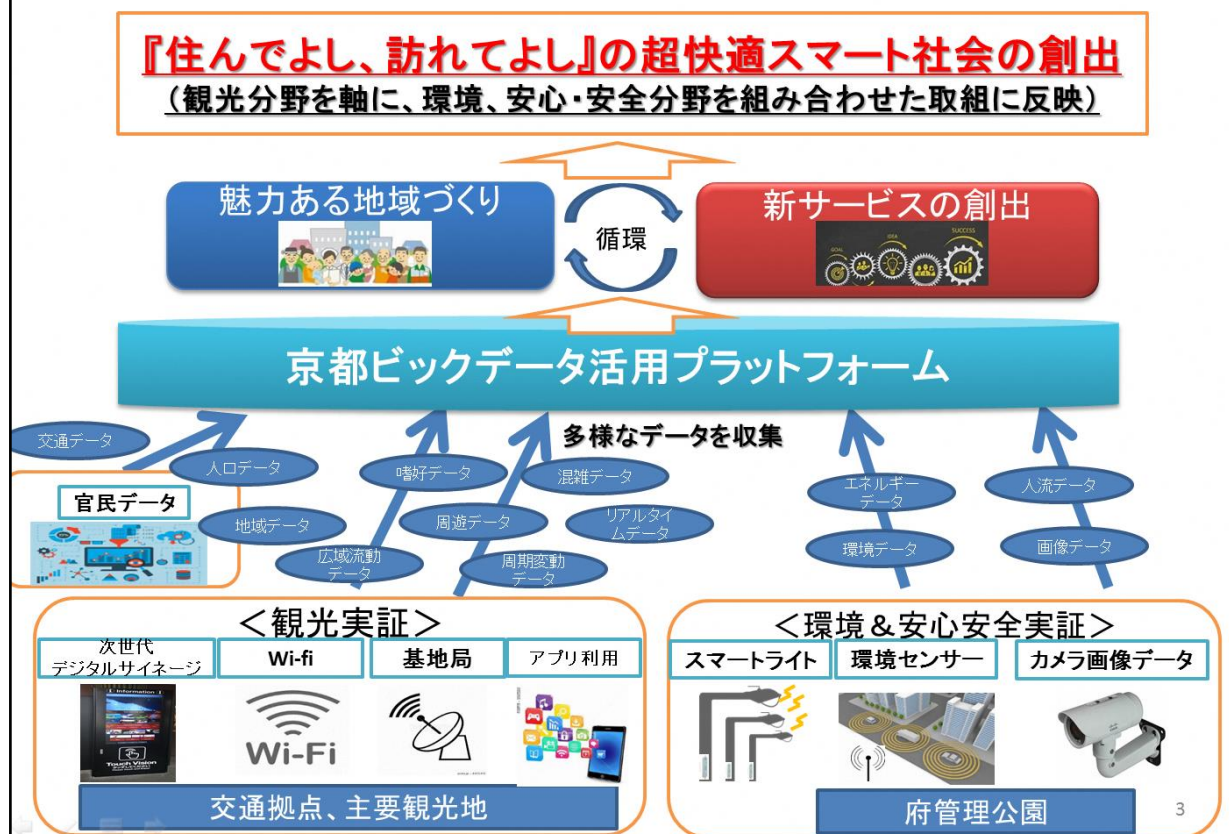 『住んでよし、訪れてよし』の超快適スマート社会の創出
(観光分野を軸に、環境、安心・安全分野を組み合わせた取組に反映)
魅力ある地域づくり
循環
新サービスの創出
GOAL
IDEA
SUCCESS
京都ビックデータ活用プラットフォーム
多様なデータを収集
交通データ
人口データ
嗜好データ
混雑データ
エネルギー
データ
人流データ
官民データ
地域データ
周遊データ
リアルタイ
ムデータ
広域流動
データ
周期変動
データ
環境データ
画像データ
<観光実証>
次世代
デジタルサイネージ
Wi-fi
基地局
アプリ利用
Information
Touch Vision
Wi-Fi
交通拠点、主要観光地
<環境&安心安全実証>
スマートライト
環境センサー
カメラ画像データ
府管理公園
3